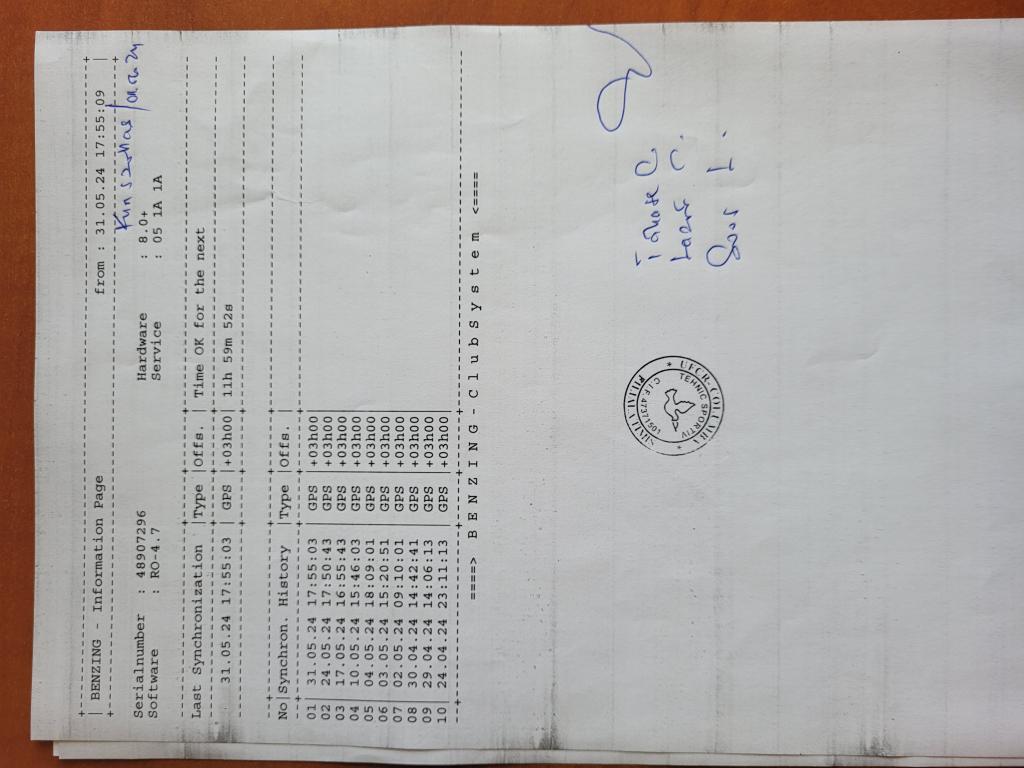 +-----------------------------------------------------------------+
| BENZING - Information Page from : 31.05.24 17:55:09 |
+-----------------------------------------------------------------+
Serialnumber : 48907296 Hardware : 8.0+
Software : RO-4.7 Service : 05 1A 1A
Last Synchronization |Type |Offs. | Time OK for the next
31.05.24 17:55:03 | GPS |+03h00| 11h 59m 52s
No|Synchron. History |Type |Offs. |
01 | 31.05.24 17:55:03 | GPS |+03h00
02 | 24.05.24 17:50:43 | GPS |+03h00
03 | 17.05.24 16:55:43 | GPS |+03h00
04 | 10.05.24 15:46:03 | GPS |+03h00
05 | 04.05.24 18:09:01 | GPS |+03h00
06 | 03.05.24 15:20:51 | GPS |+03h00
07 | 02.05.24 09:10:01 | GPS |+03h00
08 | 30.04.24 14:42:41 | GPS |+03h00
09 | 29.04.24 14:06:13 | GPS |+03h00
10 | 24.04.24 23:11:13 | GPS |+03h00
====> B E N Z I N G - C l u b S y s t e m <====
UFCR-COLUMBA
TEHNIC SPORTIV